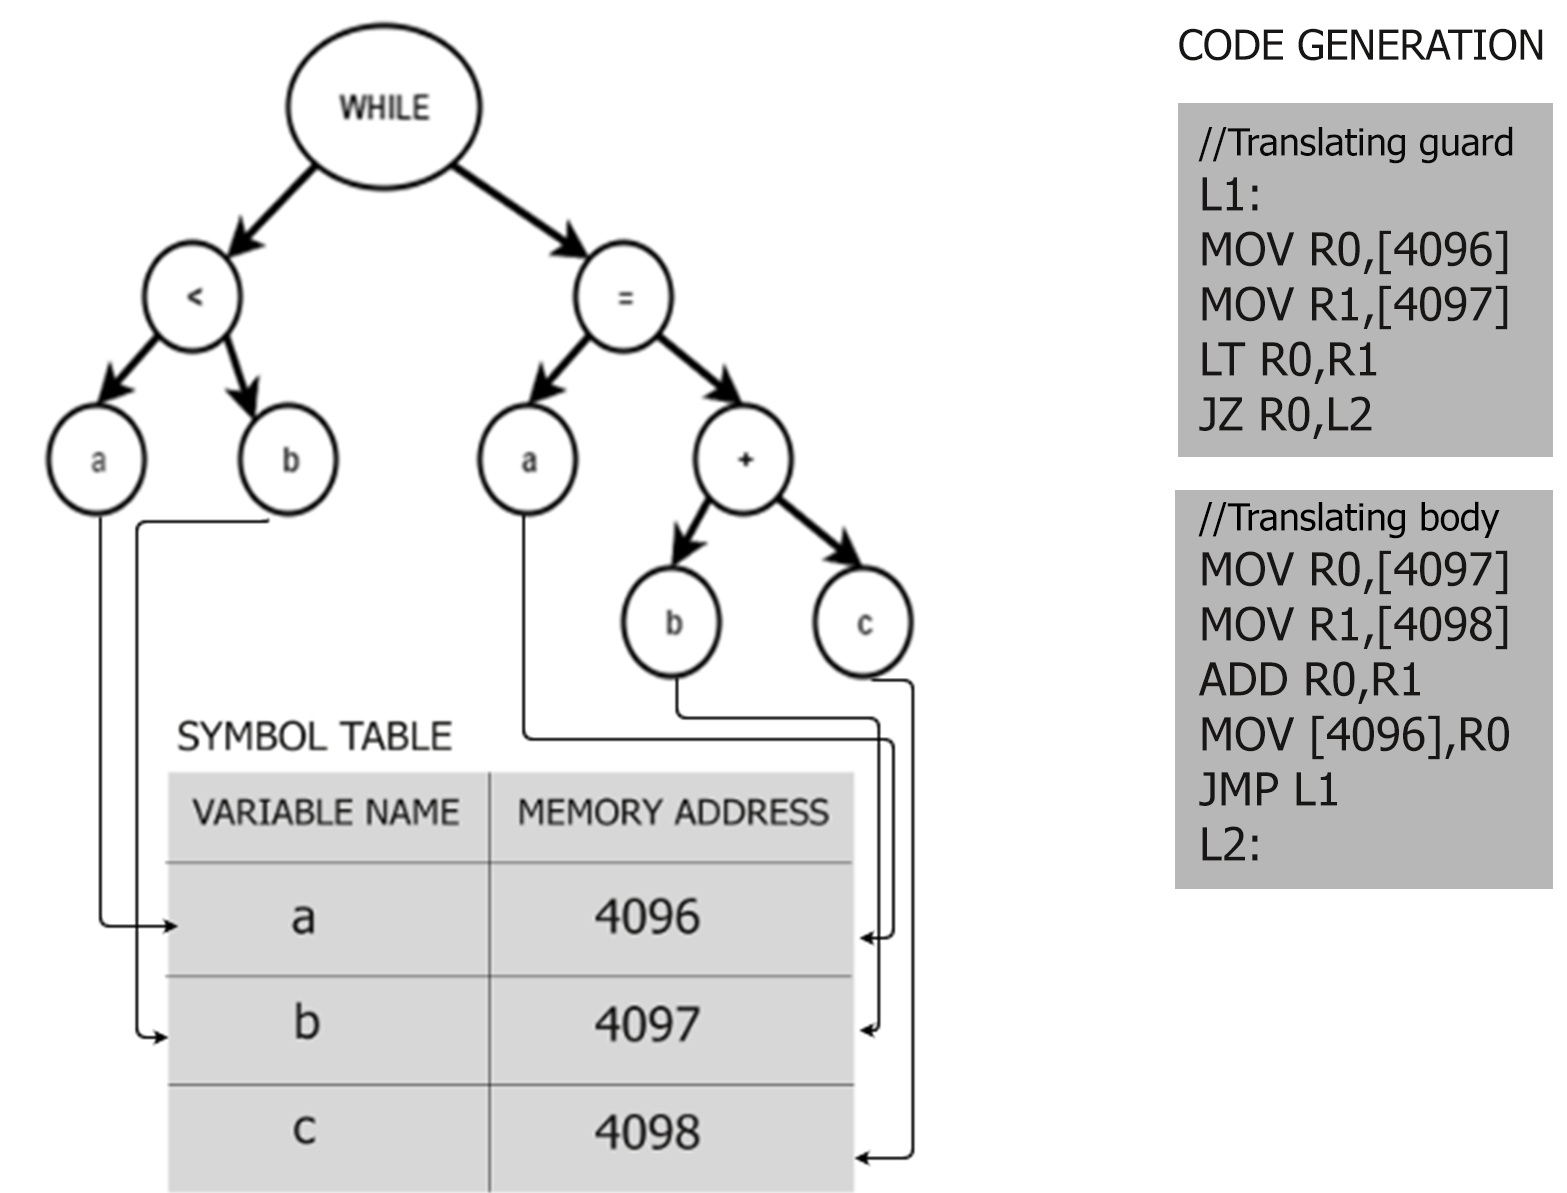 WHILE
<
=
a
b
a
+
b
c
SYMBOL TABLE
VARIABLE NAME MEMORY ADDRESS
a 4096
b 4097
c 4098
CODE GENERATION
//Translating guard
L1:
MOV R0,[4096]
MOV R1,[4097]
LT R0,R1
JZ R0,L2
//Translating body
MOV R0,[4097]
MOV R1,[4098]
ADD R0,R1
MOV [4096],R0
JMP L1
L2: